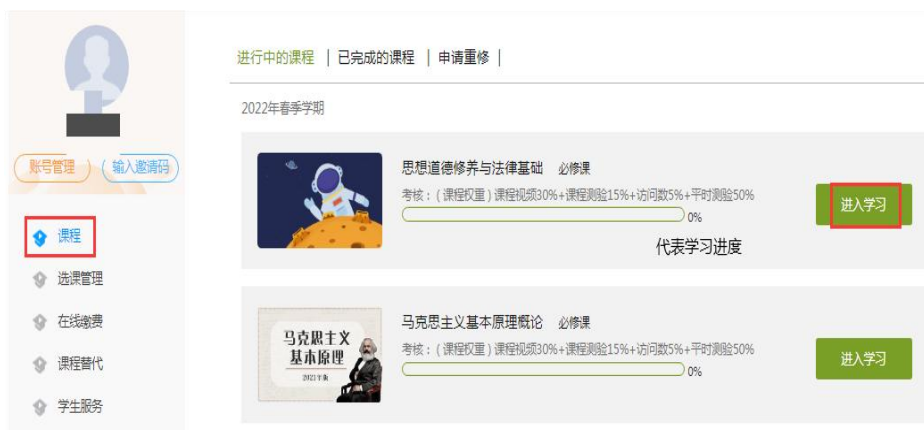 账号管理
输入邀请码
课程
选课管理
在线缴费
课程替代
学生服务
进行中的课程 | 已完成的课程 | 申请重修 |
2022年春季学期
思想道德修养与法律基础 必修课
考核：(课程权重)课程视频30%+课程测验15%+访问数5%+平时测验50%
0%
代表学习进度
进入学习
马克思主义
基本原理
2021年版
马克思主义基本原理概论 必修课
考核：(课程权重)课程视频30%+课程测验15%+访问数5%+平时测验50%
0%
进入学习